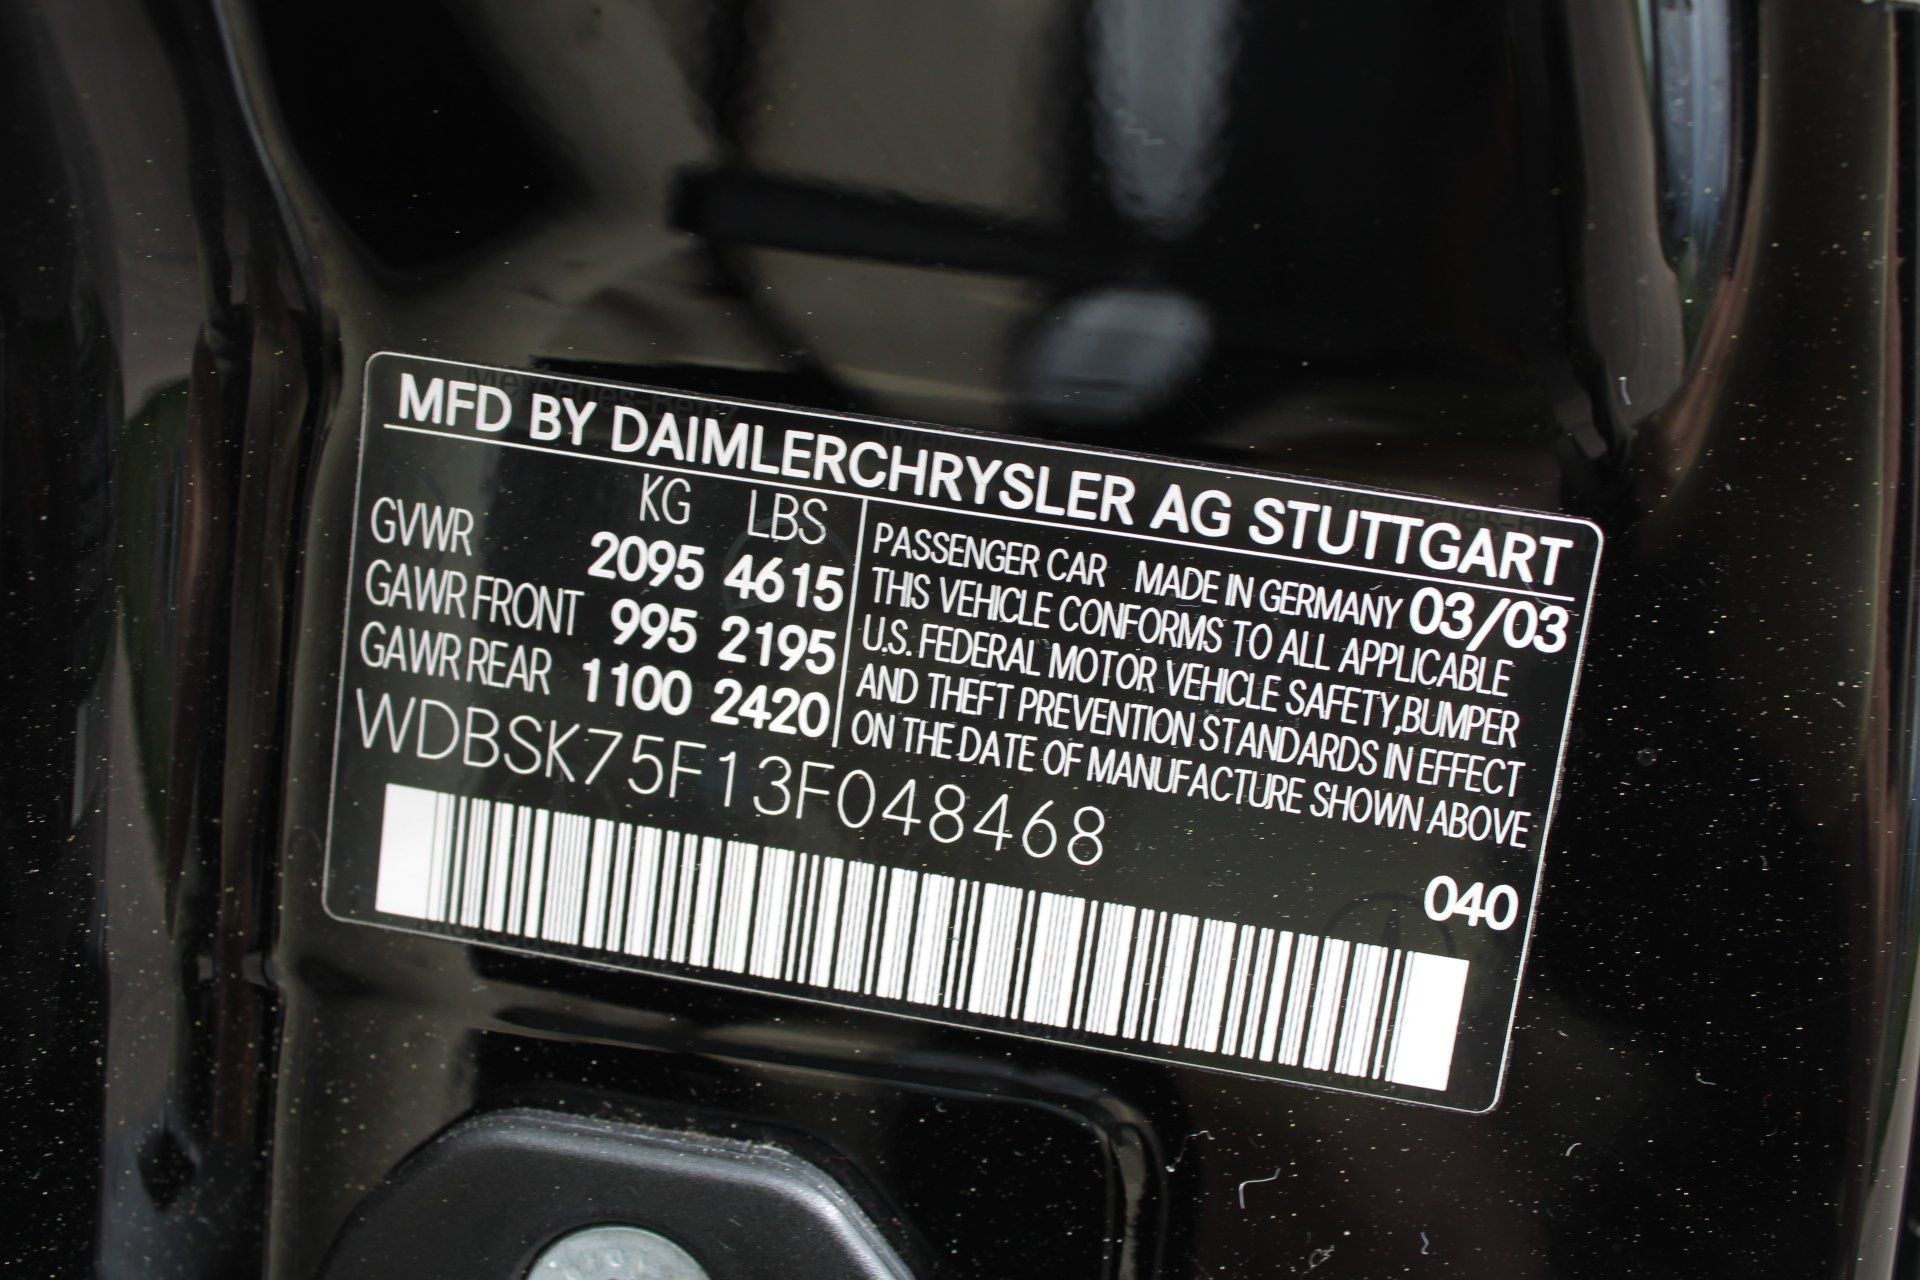 MFD BY DAIMLERCHRYSLER AG STUTTGART
KG LBS
GVWR 2095 4615
GAWR FRONT 995 2195
GAWR REAR 1100 2420
PASSENGER CAR MADE IN GERMANY 03/03
THIS VEHICLE CONFORMS TO ALL APPLICABLE
U.S. FEDERAL MOTOR VEHICLE SAFETY,BUMPER
AND THEFT PREVENTION STANDARDS IN EFFECT
ON THE DATE OF MANUFACTURE SHOWN ABOVE
WDBSK75F13F048468
040